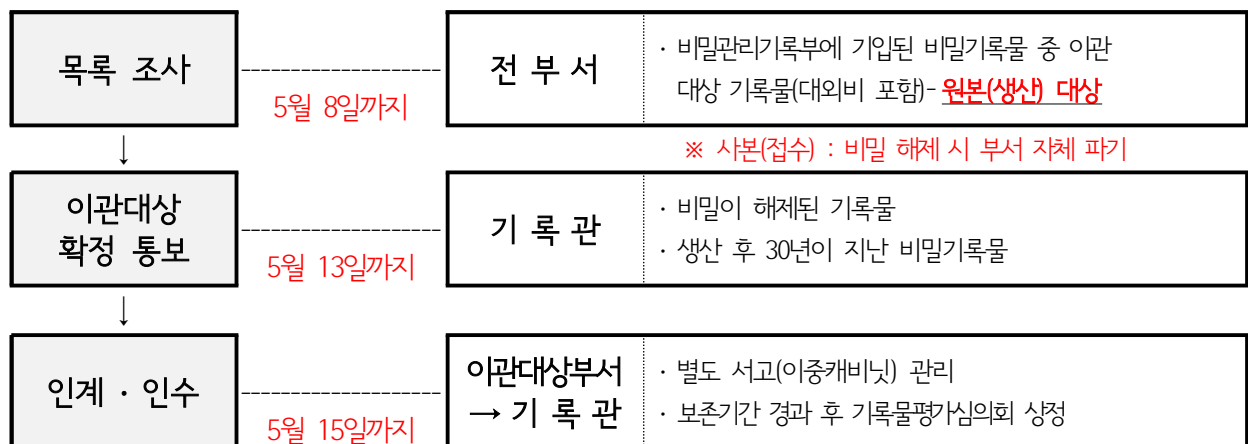 목록 조사
5월 8일까지
전 부 서
· 비밀관리기록부에 기입된 비밀기록물 중 이관
대상 기록물(대외비 포함)- 원본(생산) 대상
※ 사본(접수) : 비밀 해제 시 부서 자체 파기
↓
이관대상
확정 통보
5월 13일까지
기 록 관
· 비밀이 해제된 기록물
· 생산 후 30년이 지난 비밀기록물
↓
인계 · 인수
5월 15일까지
이관대상부서
→ 기 록 관
· 별도 서고(이중캐비닛) 관리
· 보존기간 경과 후 기록물평가심의회 상정